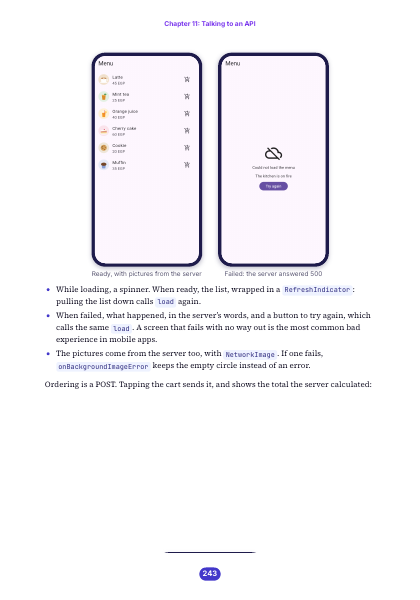 Chapter 11: Talking to an API
Menu
Latte
45 EGP
Mint tea
25 EGP
Orange juice
40 EGP
Cherry cake
60 EGP
Cookie
20 EGP
Muffin
Menu
Could not load the menu
The kitchen is on fire
Try again
Ready, with pictures from the server
Failed: the server answered 500
• While loading, a spinner. When ready, the list, wrapped in a RefreshIndicator:
pulling the list down calls load again.
• When failed, what happened, in the server's words, and a button to try again, which
calls the same load. A screen that fails with no way out is the most common bad
experience in mobile apps.
• The pictures come from the server too, with NetworkImage. If one fails,
onBackgroundImageError keeps the empty circle instead of an error.
Ordering is a POST. Tapping the cart sends it, and shows the total the server calculated:
243